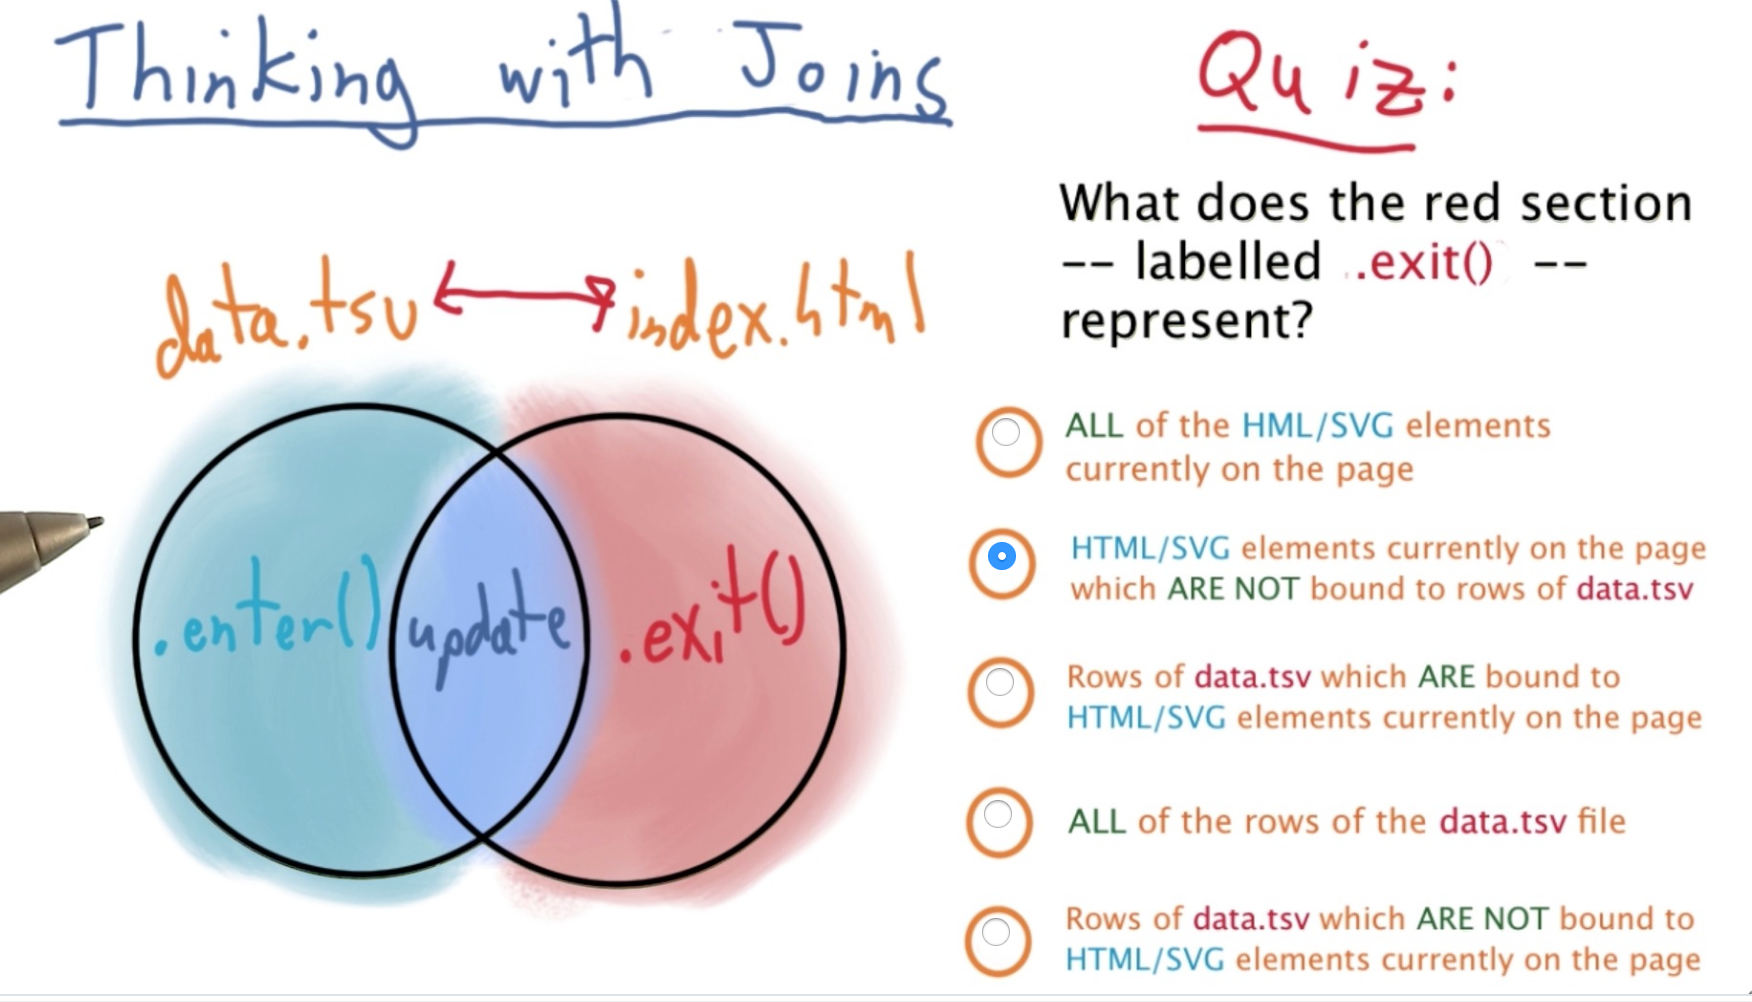 Thinking with Joins
data.tsv index.html
.enter() update .exit()
Quiz:
What does the red section
-- labelled .exit() --
represent?
ALL of the HML/SVG elements
currently on the page
HTML/SVG elements currently on the page
which ARE NOT bound to rows of data.tsv
Rows of data.tsv which ARE bound to
HTML/SVG elements currently on the page
ALL of the rows of the data.tsv file
Rows of data.tsv which ARE NOT bound to
HTML/SVG elements currently on the page